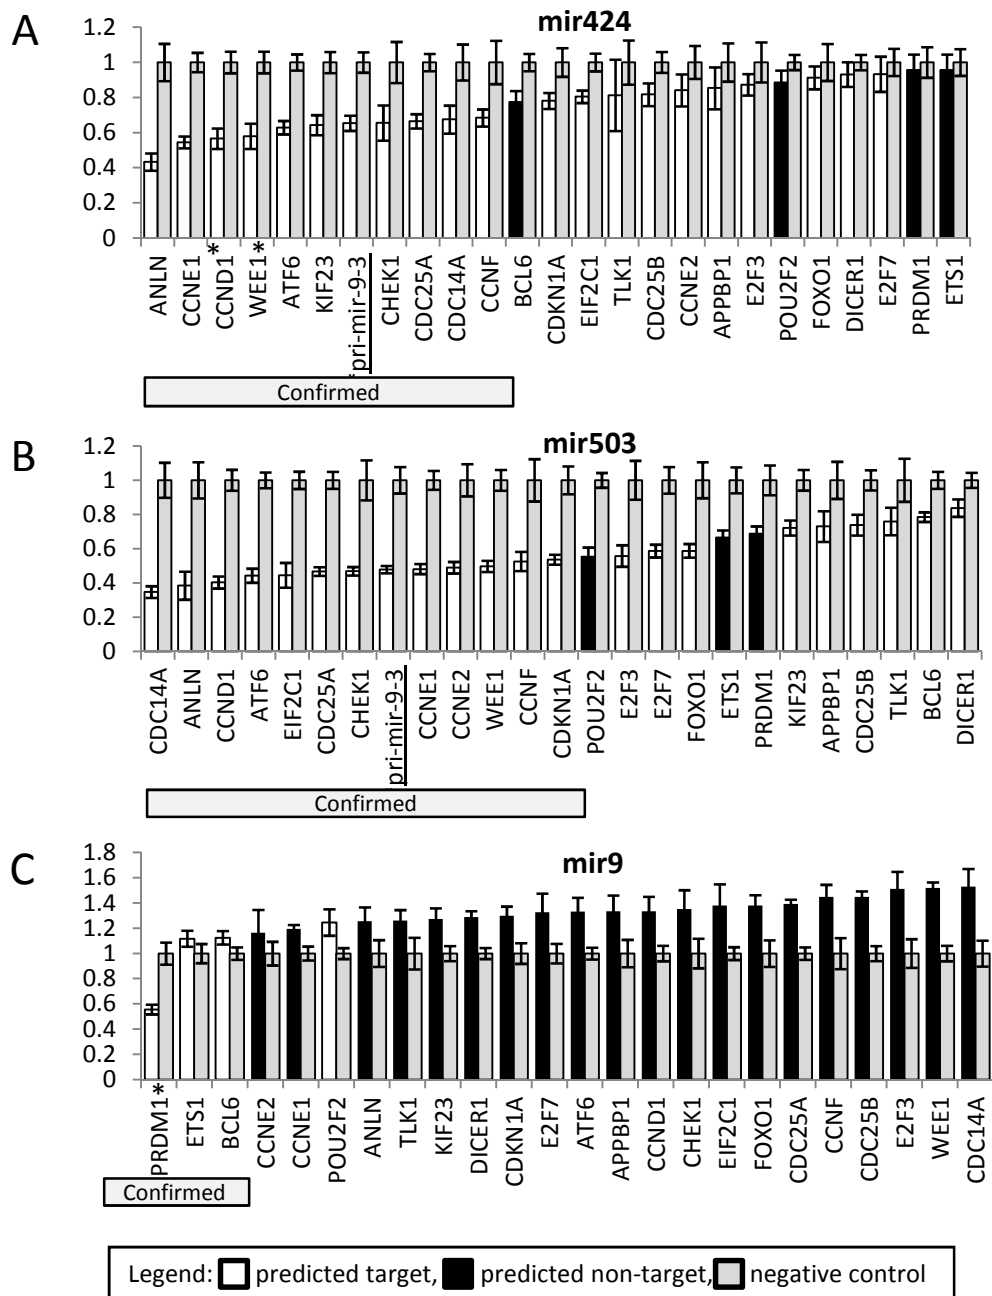 A
mir424
1.2
1
0.8
0.6
0.4
0.2
0
ANLN
CCNE1
CCND1*
WEE1*
ATF6
KIF23
*pri-mir-9-3
CHEK1
CDC25A
CDC14A
CCNF
BCL6
CDKN1A
EIF2C1
TLK1
CDC25B
CCNE2
APPBP1
E2F3
POU2F2
FOXO1
DICER1
E2F7
PRDM1
ETS1
Confirmed
B
mir503
1.2
1
0.8
0.6
0.4
0.2
0
CDC14A
ANLN
CCND1
ATF6
EIF2C1
CDC25A
CHEK1
*pri-mir-9-3
CCNE1
CCNE2
WEE1
CCNF
CDKN1A
POU2F2
E2F3
E2F7
FOXO1
ETS1
PRDM1
KIF23
APPBP1
CDC25B
TLK1
BCL6
DICER1
Confirmed
C
mir9
1.8
1.6
1.4
1.2
1
0.8
0.6
0.4
0.2
0
PRDM1*
ETS1
BCL6
CCNE2
CCNE1
POU2F2
ANLN
TLK1
KIF23
DICER1
CDKN1A
E2F7
ATF6
APPBP1
CCND1
CHEK1
EIF2C1
FOXO1
CDC25A
CCNF
CDC25B
E2F3
WEE1
CDC14A
Confirmed
Legend: predicted target, predicted non-target, negative control